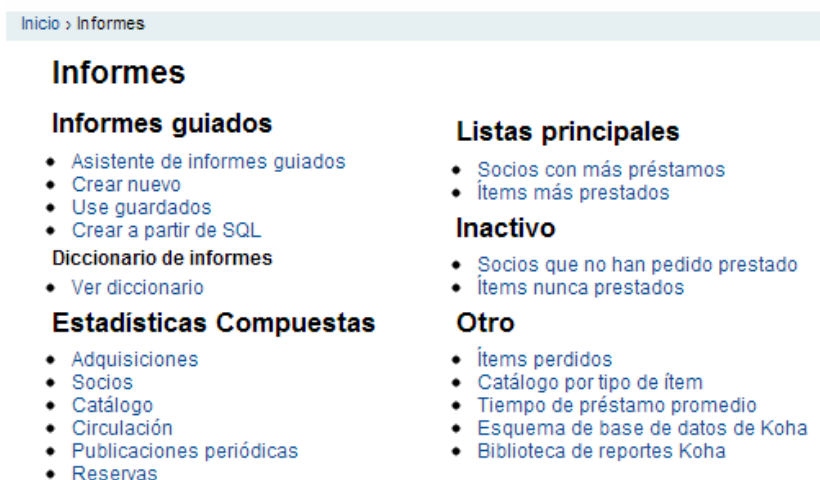 Inicio › Informes
Informes
Informes guiados
Asistente de informes guiados
Crear nuevo
Use guardados
Crear a partir de SQL
Diccionario de informes
Ver diccionario
Estadísticas Compuestas
Adquisiciones
Socios
Catálogo
Circulación
Publicaciones periódicas
Reservas
Listas principales
Socios con más préstamos
Ítems más prestados
Inactivo
Socios que no han pedido prestado
Ítems nunca prestados
Otro
Ítems perdidos
Catálogo por tipo de ítem
Tiempo de préstamo promedio
Esquema de base de datos de Koha
Biblioteca de reportes Koha